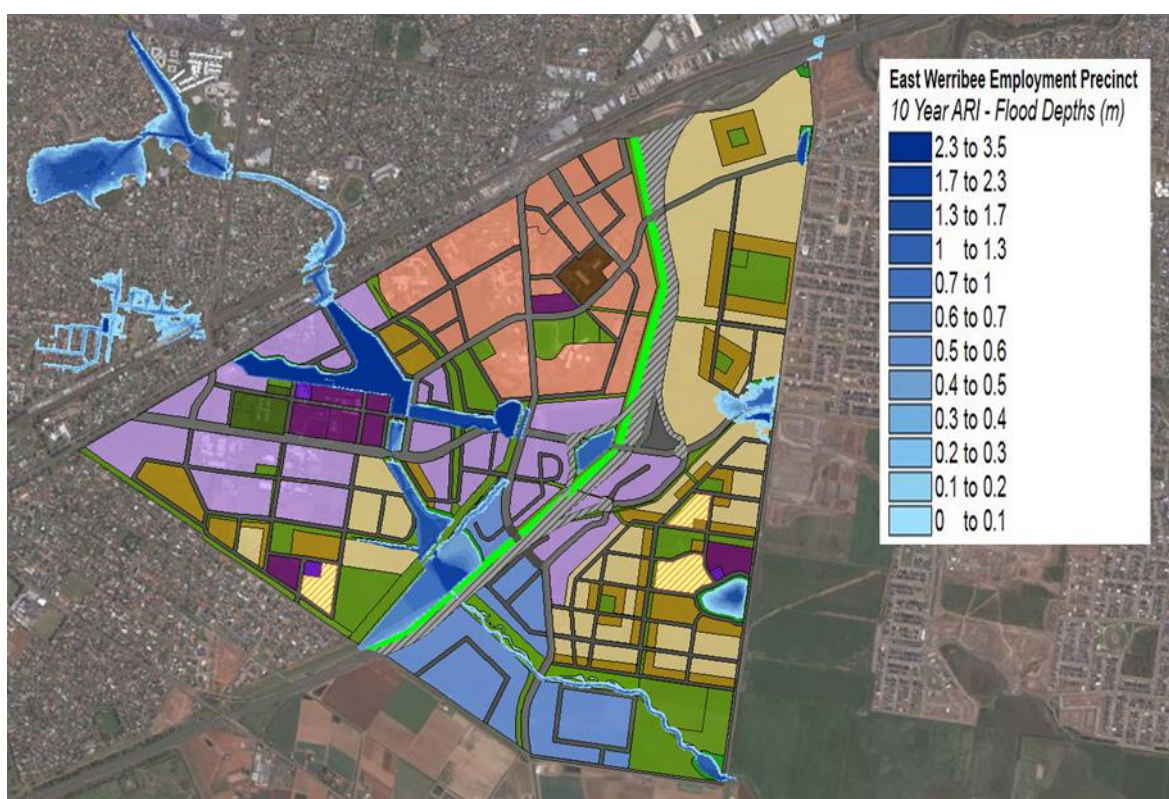 East Werribee Employment Precinct
10 Year ARI - Flood Depths (m)
2.3 to 3.5
1.7 to 2.3
1.3 to 1.7
1 to 1.3
0.7 to 1
0.6 to 0.7
0.5 to 0.6
0.4 to 0.5
0.3 to 0.4
0.2 to 0.3
0.1 to 0.2
0 to 0.1